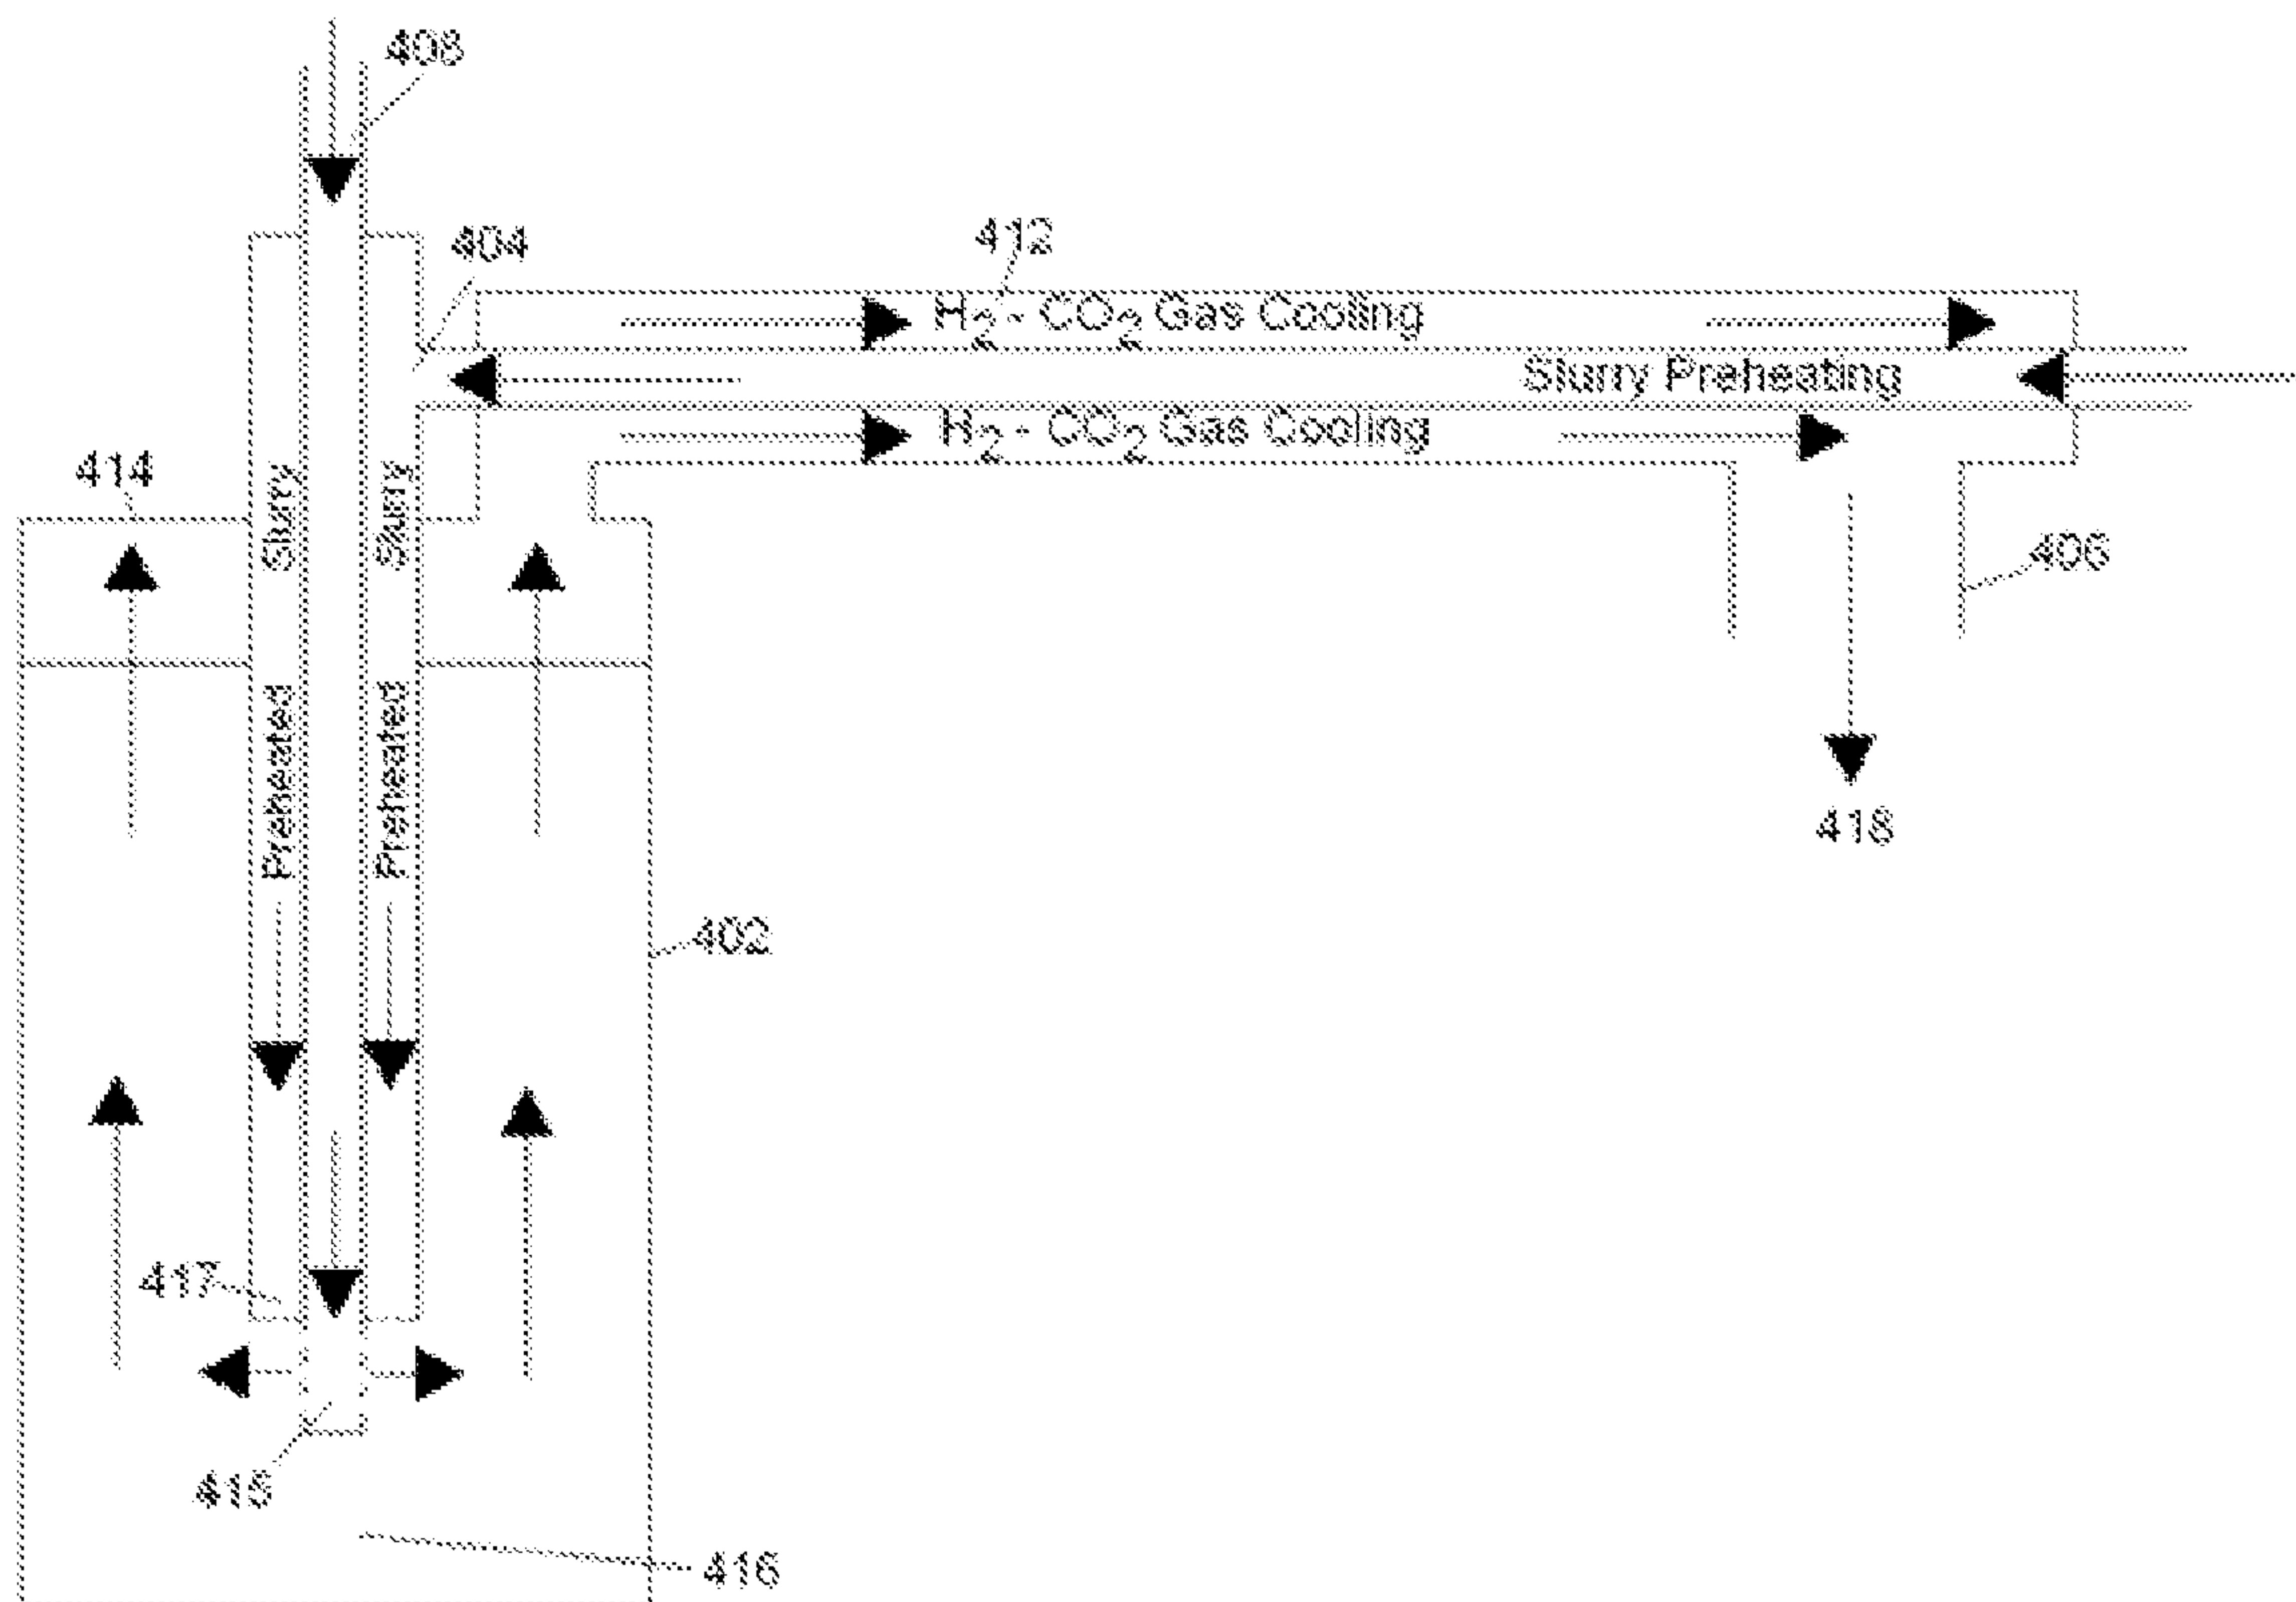 408
404
412
H2 - CO2 Gas Cooling
Slurry Preheating
H2 - CO2 Gas Cooling
414
Preheated Slurry
Preheated Slurry
406
418
402
417
415
416